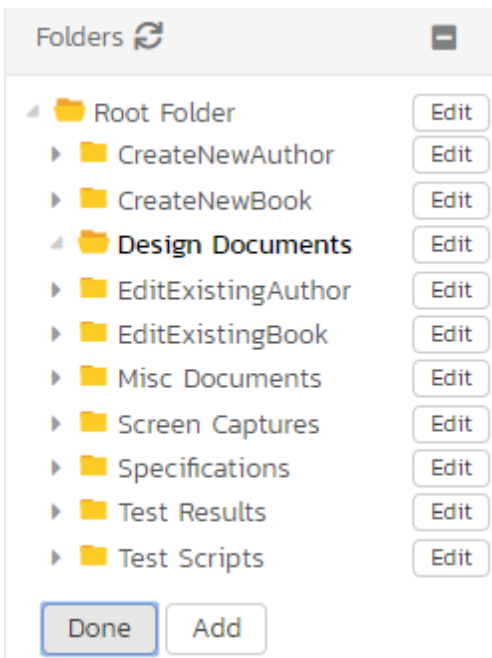 Folders
Root Folder Edit
CreateNewAuthor Edit
CreateNewBook Edit
Design Documents Edit
EditExistingAuthor Edit
EditExistingBook Edit
Misc Documents Edit
Screen Captures Edit
Specifications Edit
Test Results Edit
Test Scripts Edit
Done Add